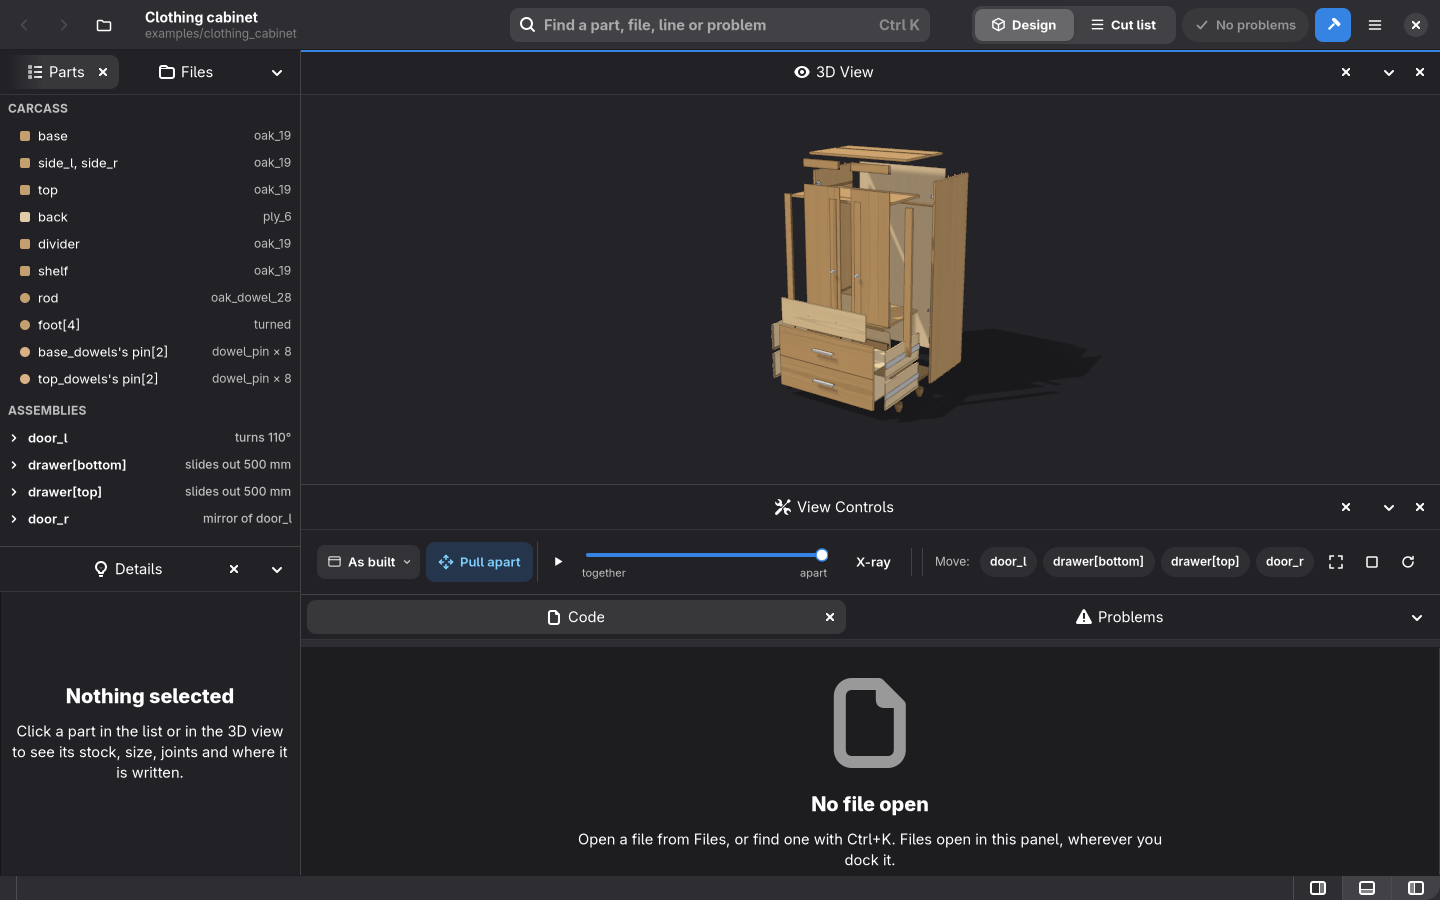 Clothing cabinet
examples/clothing_cabinet
Find a part, file, line or problem
Ctrl K
Design
Cut list
No problems
Parts
Files
3D View
CARCASS
base
oak_19
side_l, side_r
oak_19
top
oak_19
back
ply_6
divider
oak_19
shelf
oak_19
rod
oak_dowel_28
foot[4]
turned
base_dowels's pin[2]
dowel_pin × 8
top_dowels's pin[2]
dowel_pin × 8
ASSEMBLIES
door_l
turns 110°
drawer[bottom]
slides out 500 mm
drawer[top]
slides out 500 mm
door_r
mirror of door_l
Details
Nothing selected
Click a part in the list or in the 3D view
to see its stock, size, joints and where it
is written.
View Controls
As built
Pull apart
together
apart
X-ray
Move:
door_l
drawer[bottom]
drawer[top]
door_r
Code
Problems
No file open
Open a file from Files, or find one with Ctrl+K. Files open in this panel, wherever you
dock it.